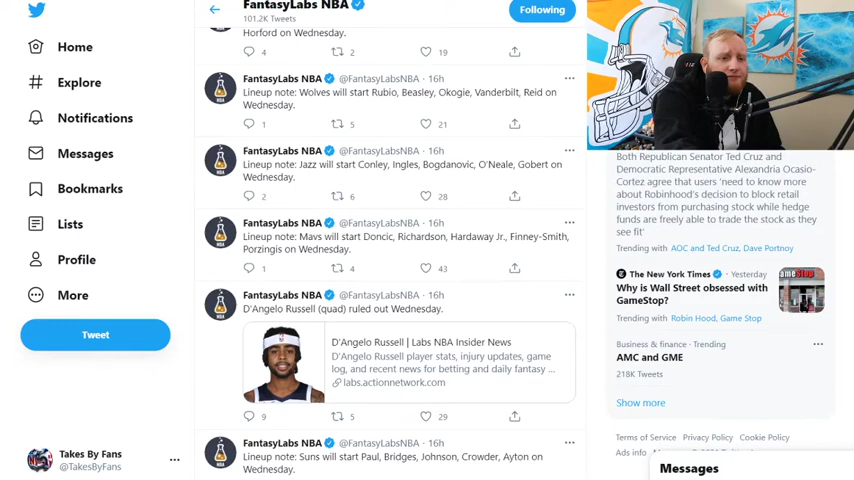 FantasyLabs NBA
101.2K Tweets
Following
Home
Explore
Notifications
Messages
Bookmarks
Lists
Profile
More
Tweet
Takes By Fans
@TakesByFans
Horford on Wednesday.
4 2 19
FantasyLabs NBA @FantasyLabsNBA · 16h
Lineup note: Wolves will start Rubio, Beasley, Okogie, Vanderbilt, Reid on
Wednesday.
1 5 21
FantasyLabs NBA @FantasyLabsNBA · 16h
Lineup note: Jazz will start Conley, Ingles, Bogdanovic, O'Neale, Gobert on
Wednesday.
2 6 28
FantasyLabs NBA @FantasyLabsNBA · 16h
Lineup note: Mavs will start Doncic, Richardson, Hardaway Jr., Finney-Smith,
Porzingis on Wednesday.
1 4 43
FantasyLabs NBA @FantasyLabsNBA · 16h
D'Angelo Russell (quad) ruled out Wednesday.
D'Angelo Russell | Labs NBA Insider News
D'Angelo Russell player stats, injury updates, game
log, and recent news for betting and daily fantasy ...
labs.actionnetwork.com
9 5 29
FantasyLabs NBA @FantasyLabsNBA · 16h
Lineup note: Suns will start Paul, Bridges, Johnson, Crowder, Ayton on
Wednesday.
Both Republican Senator Ted Cruz and
Democratic Representative Alexandria Ocasio-
Cortez agree that users 'need to know more
about Robinhood's decision to block retail
investors from purchasing stock while hedge
funds are freely able to trade the stock as they
see fit'
Trending with AOC and Ted Cruz, Dave Portnoy
The New York Times · Yesterday
Why is Wall Street obsessed with
GameStop?
Trending with Robin Hood, Game Stop
Business & finance · Trending
AMC and GME
218K Tweets
Show more
Terms of Service Privacy Policy Cookie Policy
Ads info
Messages